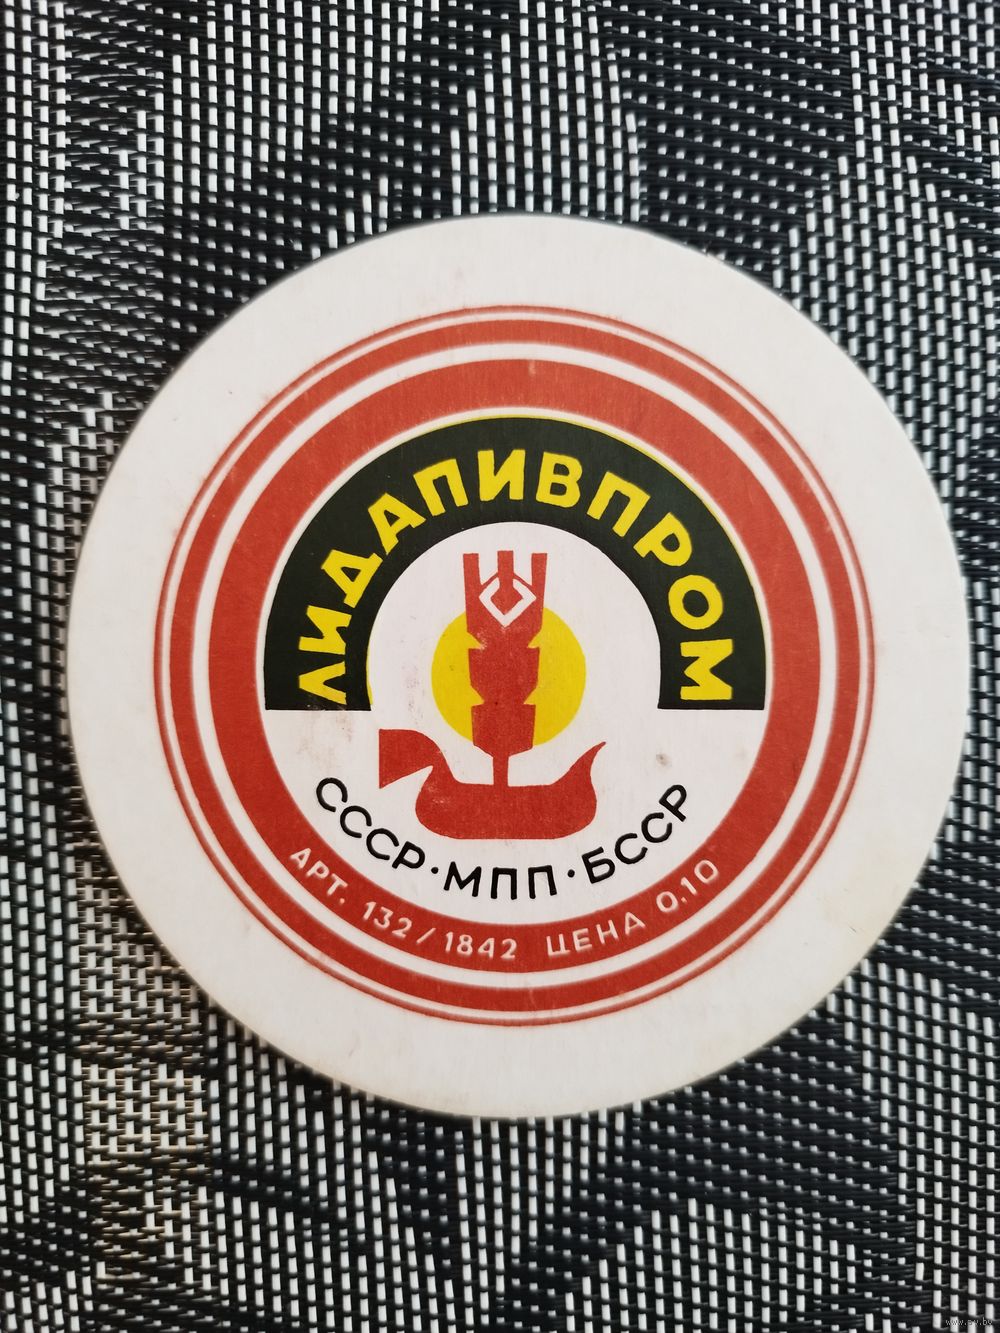 ЛИДАПИВПРОМ
СССР·МПП·БССР
АРТ. 132/1842 ЦЕНА 0.10